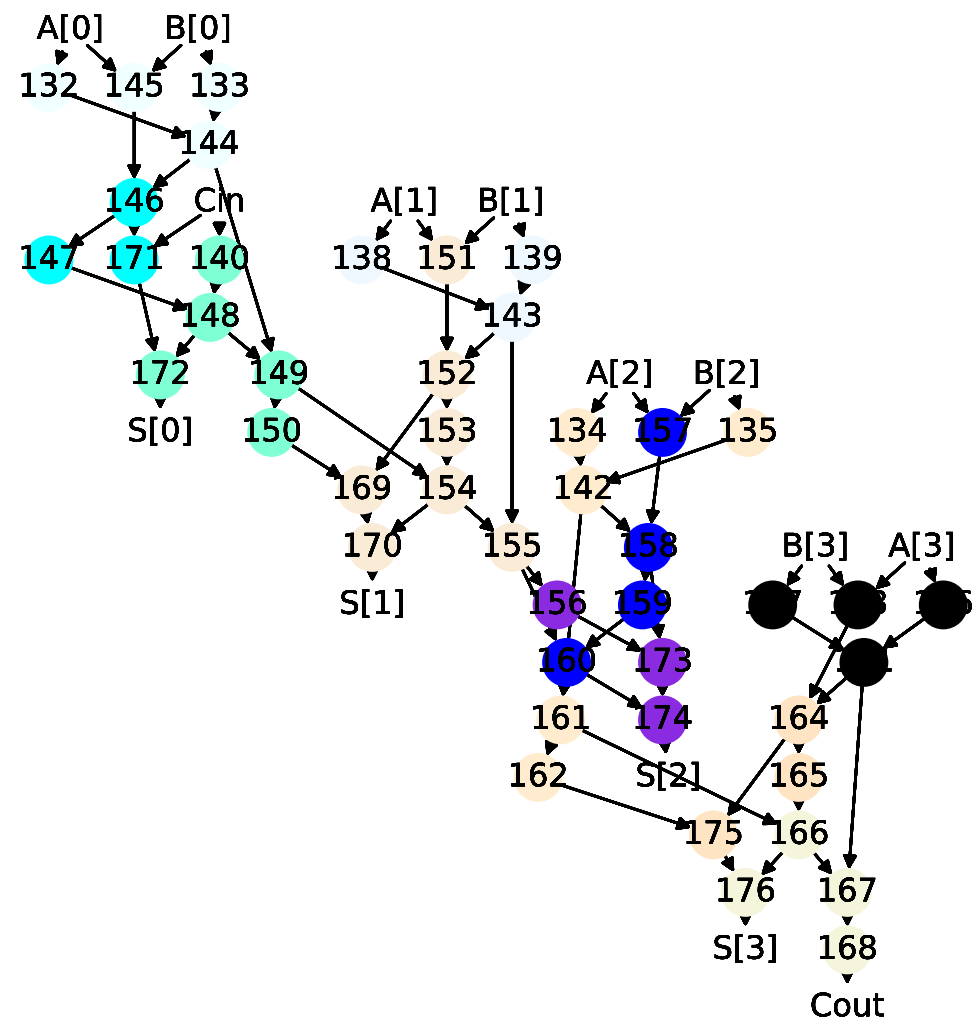 A[0] B[0]
132 145 133
144
146 Cin A[1] B[1]
147 171 140 138 151 139
148 143
172 149 152 A[2] B[2]
S[0] 150 153 134 157 135
169 154 142
170 155 158 B[3] A[3]
S[1] 156 159
160 173
161 174 164
162 S[2] 165
175 166
176 167
S[3] 168
Cout